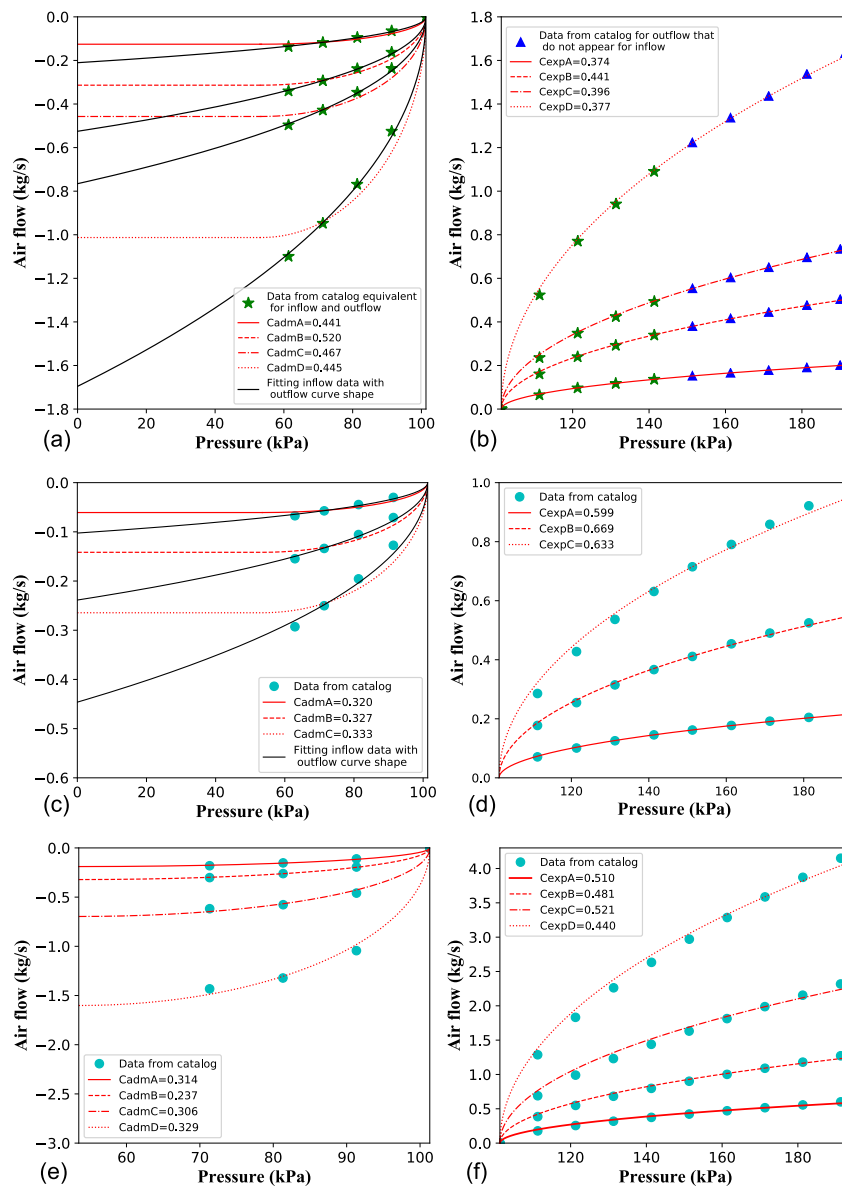 0.0
−0.2
−0.4
−0.6
−0.8
−1.0
−1.2
−1.4
−1.6
−1.8
Air flow (kg/s)
Data from catalog equivalent
for inflow and outflow
CadmA=0.441
CadmB=0.520
CadmC=0.467
CadmD=0.445
Fitting inflow data with
outflow curve shape
0 20 40 60 80 100
Pressure (kPa)
(a)
1.8
1.6
1.4
1.2
1.0
0.8
0.6
0.4
0.2
0.0
Air flow (kg/s)
Data from catalog for outflow that
do not appear for inflow
CexpA=0.374
CexpB=0.441
CexpC=0.396
CexpD=0.377
120 140 160 180
Pressure (kPa)
(b)
0.0
−0.1
−0.2
−0.3
−0.4
−0.5
−0.6
Air flow (kg/s)
Data from catalog
CadmA=0.320
CadmB=0.327
CadmC=0.333
Fitting inflow data with
outflow curve shape
0 20 40 60 80 100
Pressure (kPa)
(c)
1.0
0.8
0.6
0.4
0.2
0.0
Air flow (kg/s)
Data from catalog
CexpA=0.599
CexpB=0.669
CexpC=0.633
120 140 160 180
Pressure (kPa)
(d)
0.0
−0.5
−1.0
−1.5
−2.0
−2.5
−3.0
Air flow (kg/s)
Data from catalog
CadmA=0.314
CadmB=0.237
CadmC=0.306
CadmD=0.329
60 70 80 90 100
Pressure (kPa)
(e)
4.0
3.5
3.0
2.5
2.0
1.5
1.0
0.5
0.0
Air flow (kg/s)
Data from catalog
CexpA=0.510
CexpB=0.481
CexpC=0.521
CexpD=0.440
120 140 160 180
Pressure (kPa)
(f)